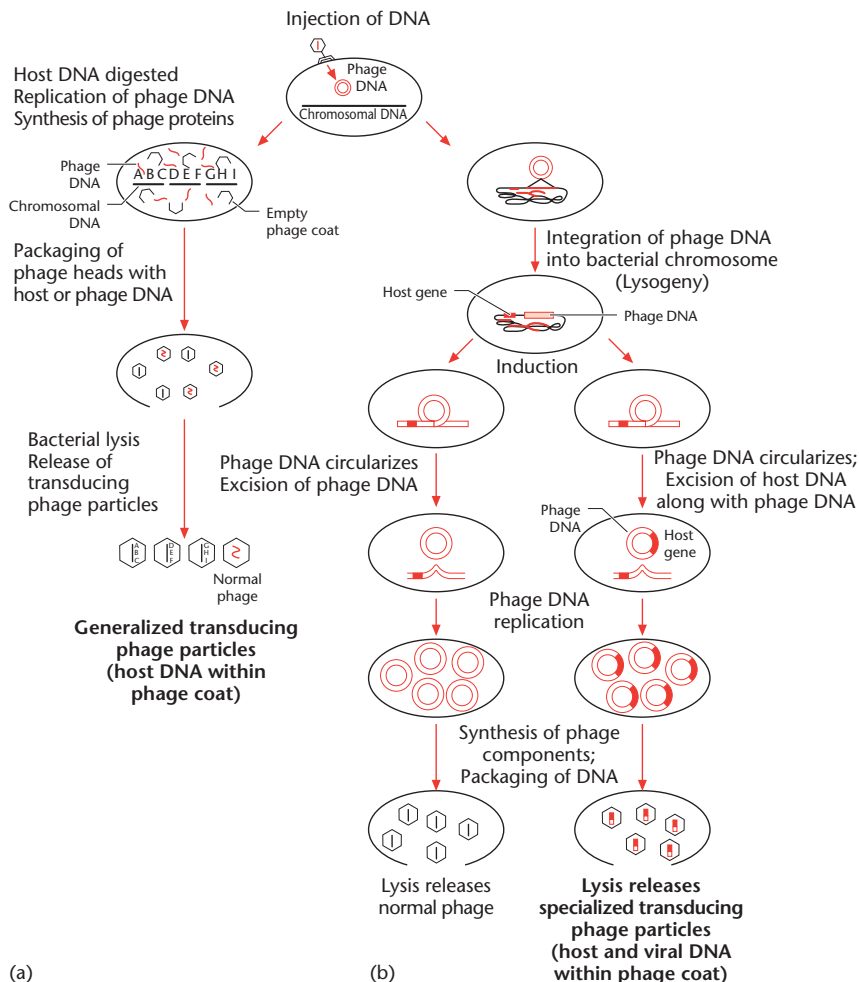 Injection of DNA
Phage
DNA
Chromosomal DNA
Host DNA digested
Replication of phage DNA
Synthesis of phage proteins
Phage
DNA
A B C D E F G H I
Chromosomal
DNA
Empty
phage coat
Packaging of
phage heads with
host or phage DNA
Bacterial lysis
Release of
transducing
phage particles
A
B
C
D
E
F
G
H
I
Normal
phage
Generalized transducing
phage particles
(host DNA within
phage coat)
(a)
Integration of phage DNA
into bacterial chromosome
(Lysogeny)
Host gene
Phage DNA
Induction
Phage DNA circularizes
Excision of phage DNA
Phage DNA circularizes;
Excision of host DNA
along with phage DNA
Phage
DNA
Host
gene
Phage DNA
replication
Synthesis of phage
components;
Packaging of DNA
Lysis releases
normal phage
Lysis releases
specialized transducing
phage particles
(host and viral DNA
within phage coat)
(b)